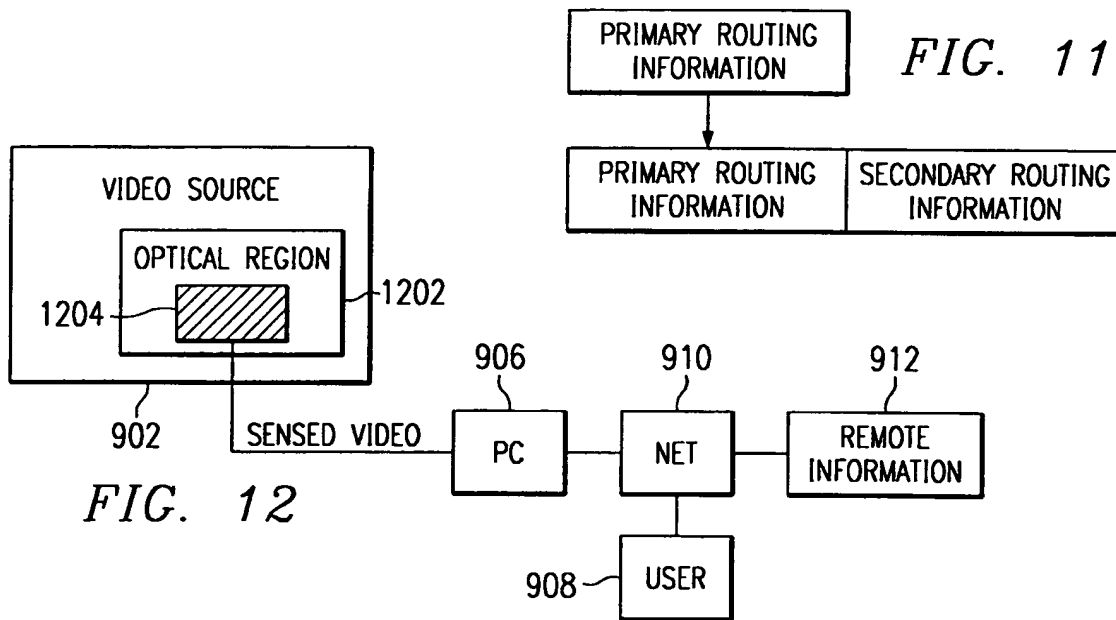 PRIMARY ROUTING
INFORMATION
FIG. 11
PRIMARY ROUTING
INFORMATION
SECONDARY ROUTING
INFORMATION
VIDEO SOURCE
OPTICAL REGION
1204
1202
902
SENSED VIDEO
906
PC
910
NET
912
REMOTE
INFORMATION
908
USER
FIG. 12